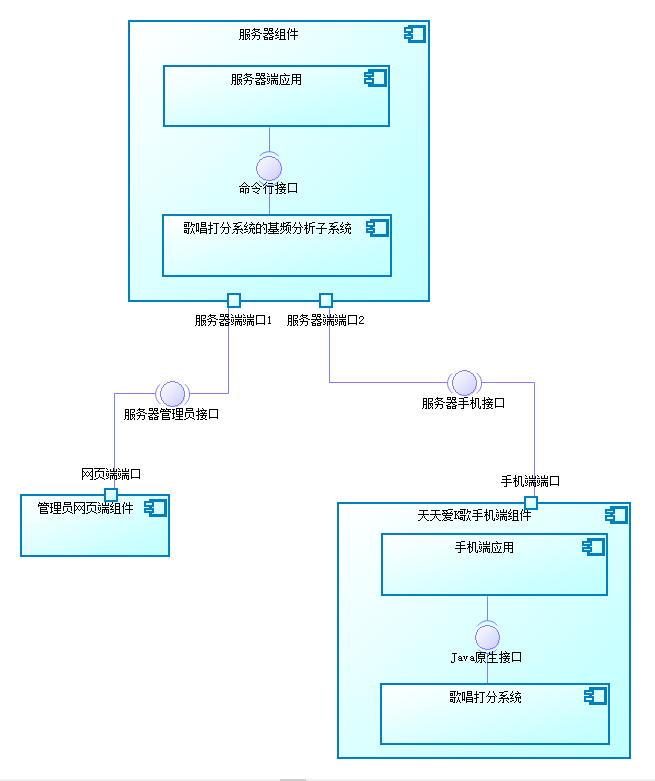 服务器组件
服务器端应用
命令行接口
歌唱打分系统的基频分析子系统
服务器端端口1
服务器端端口2
服务器管理员接口
服务器手机接口
网页端端口
手机端端口
管理员网页端组件
天天爱K歌手机端组件
手机端应用
Java原生接口
歌唱打分系统